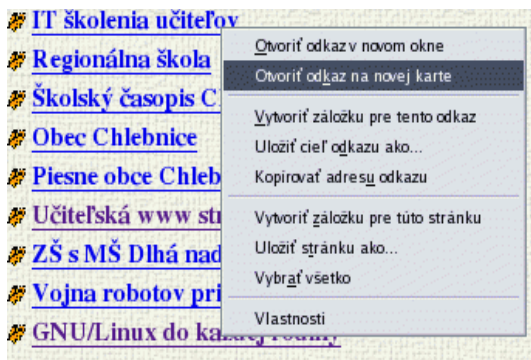 IT školenia učiteľov
Regionálna škola
Školský časopis C
Obec Chlebnice
Piesne obce Chleb
Učiteľská www str
ZŠ s MŠ Dlhá nad
Vojna robotov pri
GNU/Linux do každej rodiny
Otvoriť odkaz v novom okne
Otvoriť odkaz na novej karte
Vytvoriť záložku pre tento odkaz
Uložiť cieľ odkazu ako...
Kopírovať adresu odkazu
Vytvoriť záložku pre túto stránku
Uložiť stránku ako...
Vybrať všetko
Vlastnosti